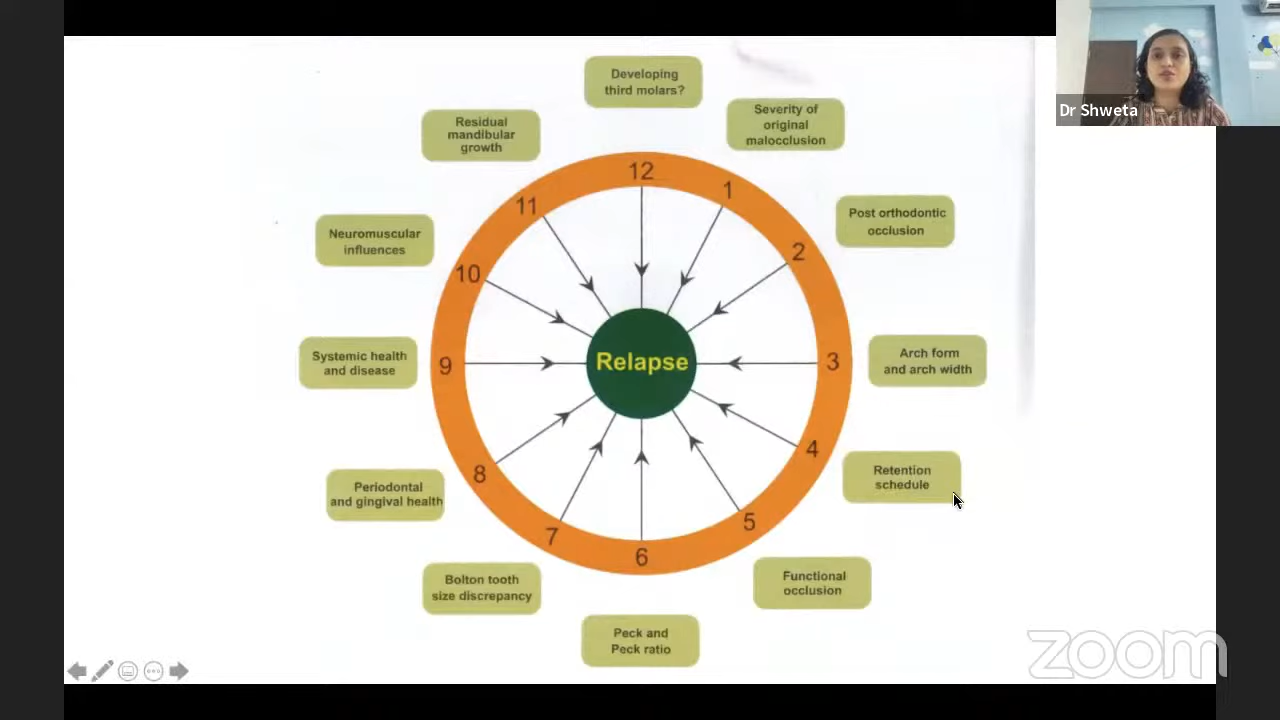 Developing
third molars?
Severity of
original
malocclusion
Residual
mandibular
growth
Dr Shweta
12
1
11
Post orthodontic
occlusion
2
Neuromuscular
influences
10
Arch form
and arch width
3
Relapse
Systemic health
and disease
9
4
Retention
schedule
8
Periodontal
and gingival health
5
7
6
Functional
occlusion
Bolton tooth
size discrepancy
Peck and
Peck ratio
zoom